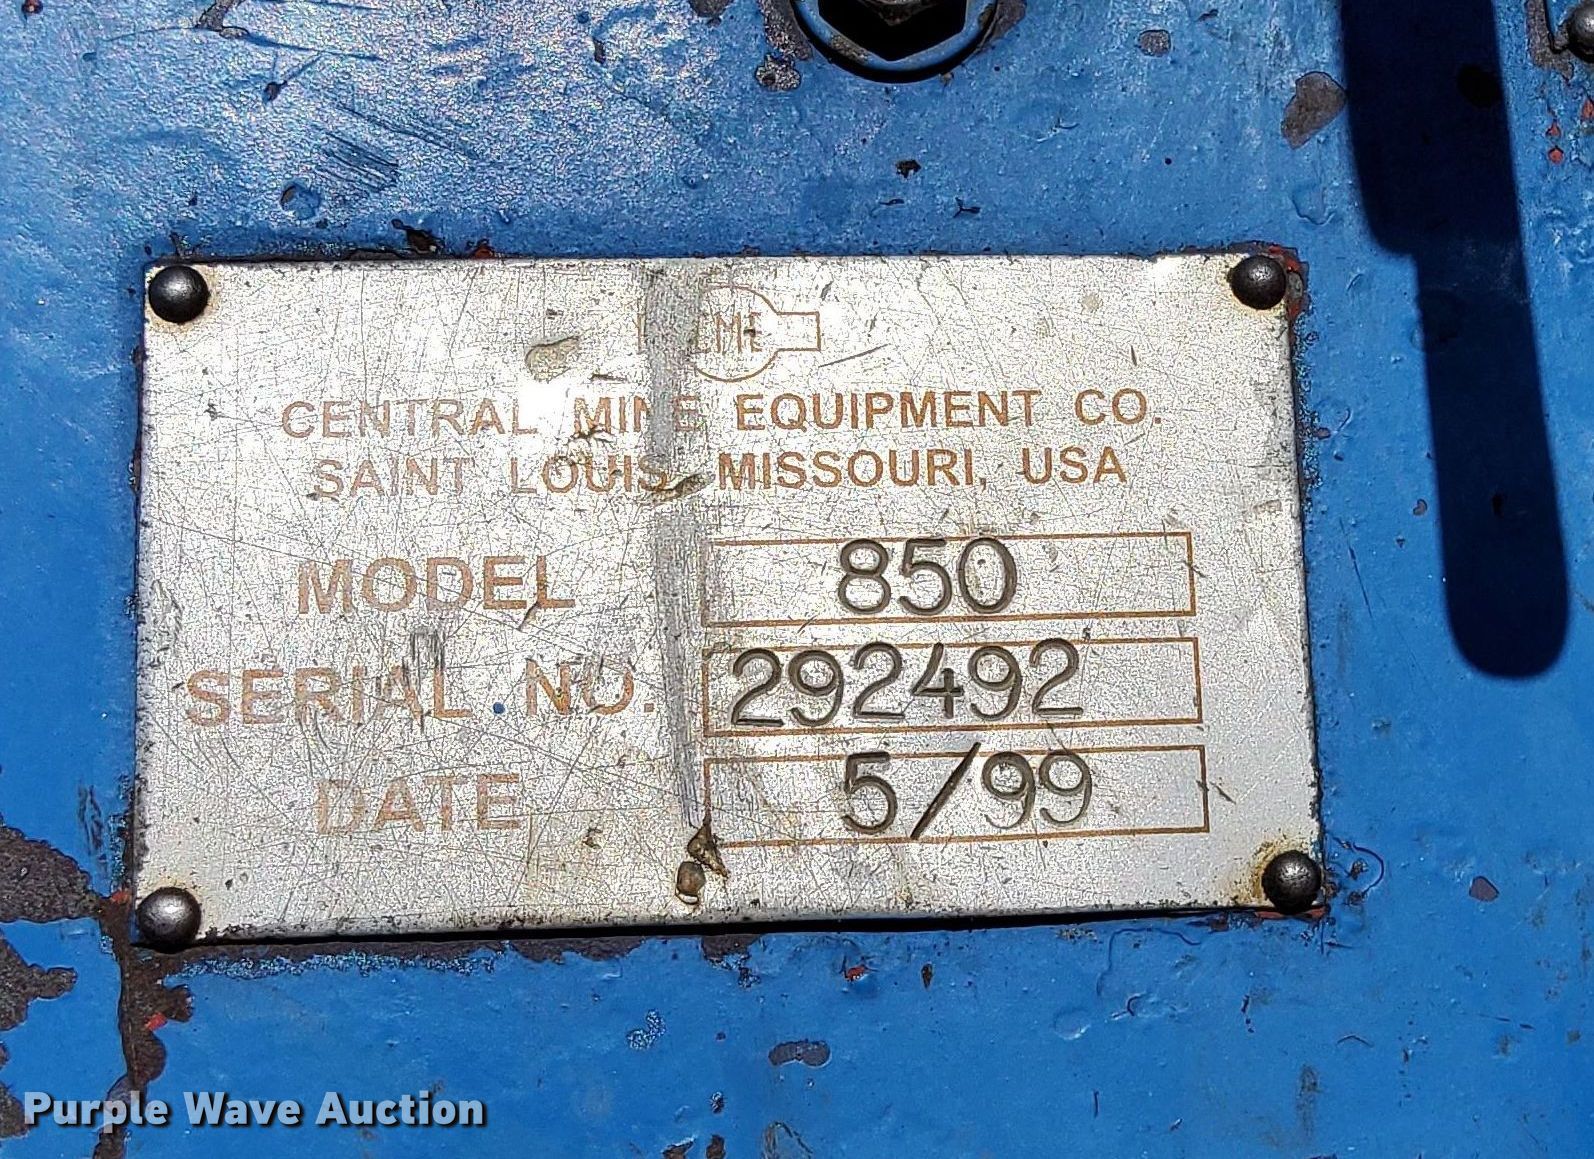 CME
CENTRAL MINE EQUIPMENT CO.
SAINT LOUIS, MISSOURI, USA
MODEL 850
SERIAL NO. 292492
DATE 5/99
Purple Wave Auction